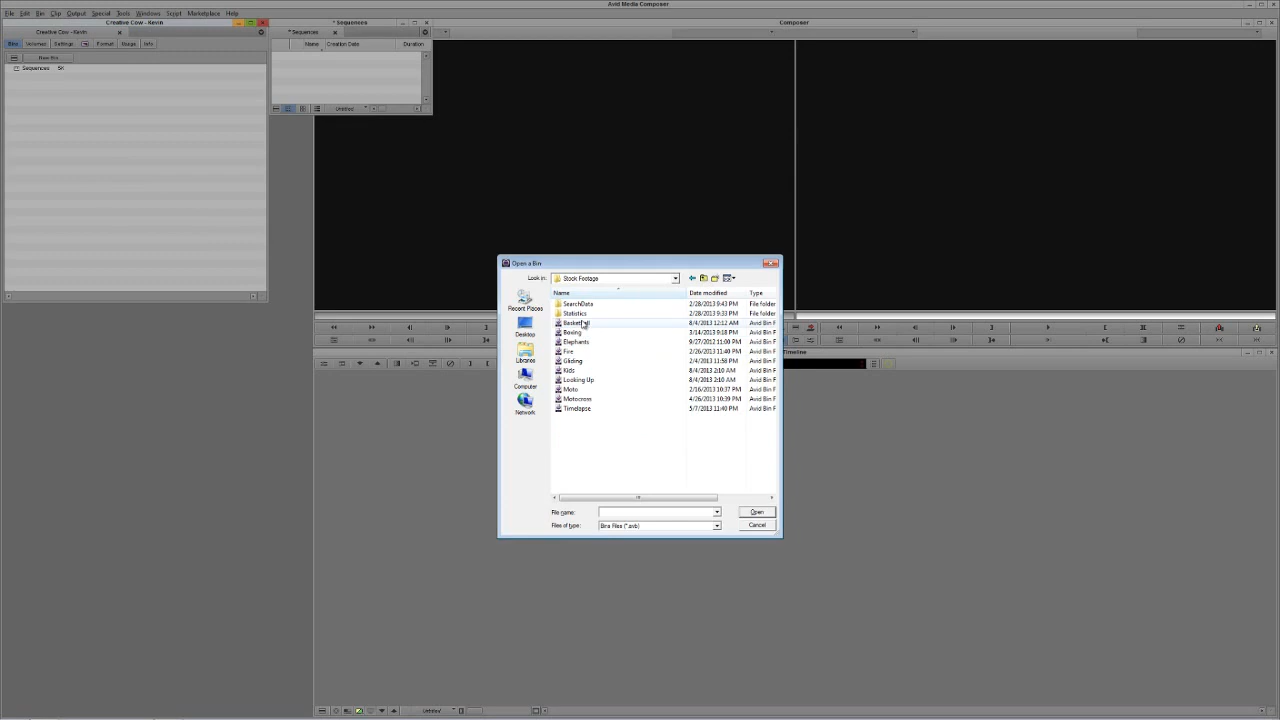 Avid Media Composer
File Edit Bin Clip Output Special Tools Windows Script Marketplace Help
Creative Cow - Kevin
Creative Cow - Kevin
Bins Volumes Settings Format Usage Info
New Bin
Sequences 5K
* Sequences
* Sequences
Name Creation Date Duration
Untitled
Composer
Open a Bin
Look in: Stock Footage
Name Date modified Type
SearchData 2/28/2013 9:43 PM File folder
Statistics 2/28/2013 9:33 PM File folder
Basketball 8/4/2013 12:12 AM Avid Bin F
Boxing 3/14/2013 9:18 PM Avid Bin F
Elephants 9/27/2012 11:00 PM Avid Bin F
Fire 2/26/2013 11:40 PM Avid Bin F
Gliding 2/4/2013 11:58 PM Avid Bin F
Kids 8/4/2013 2:10 AM Avid Bin F
Looking Up 8/4/2013 2:10 AM Avid Bin F
Moto 2/16/2013 10:37 PM Avid Bin F
Motocross 4/26/2013 10:39 PM Avid Bin F
Timelapse 5/7/2013 11:40 PM Avid Bin F
Recent Places
Desktop
Libraries
Computer
Network
File name:
Open
Files of type: Bins Files (*.avb)
Cancel
Timeline
Untitled